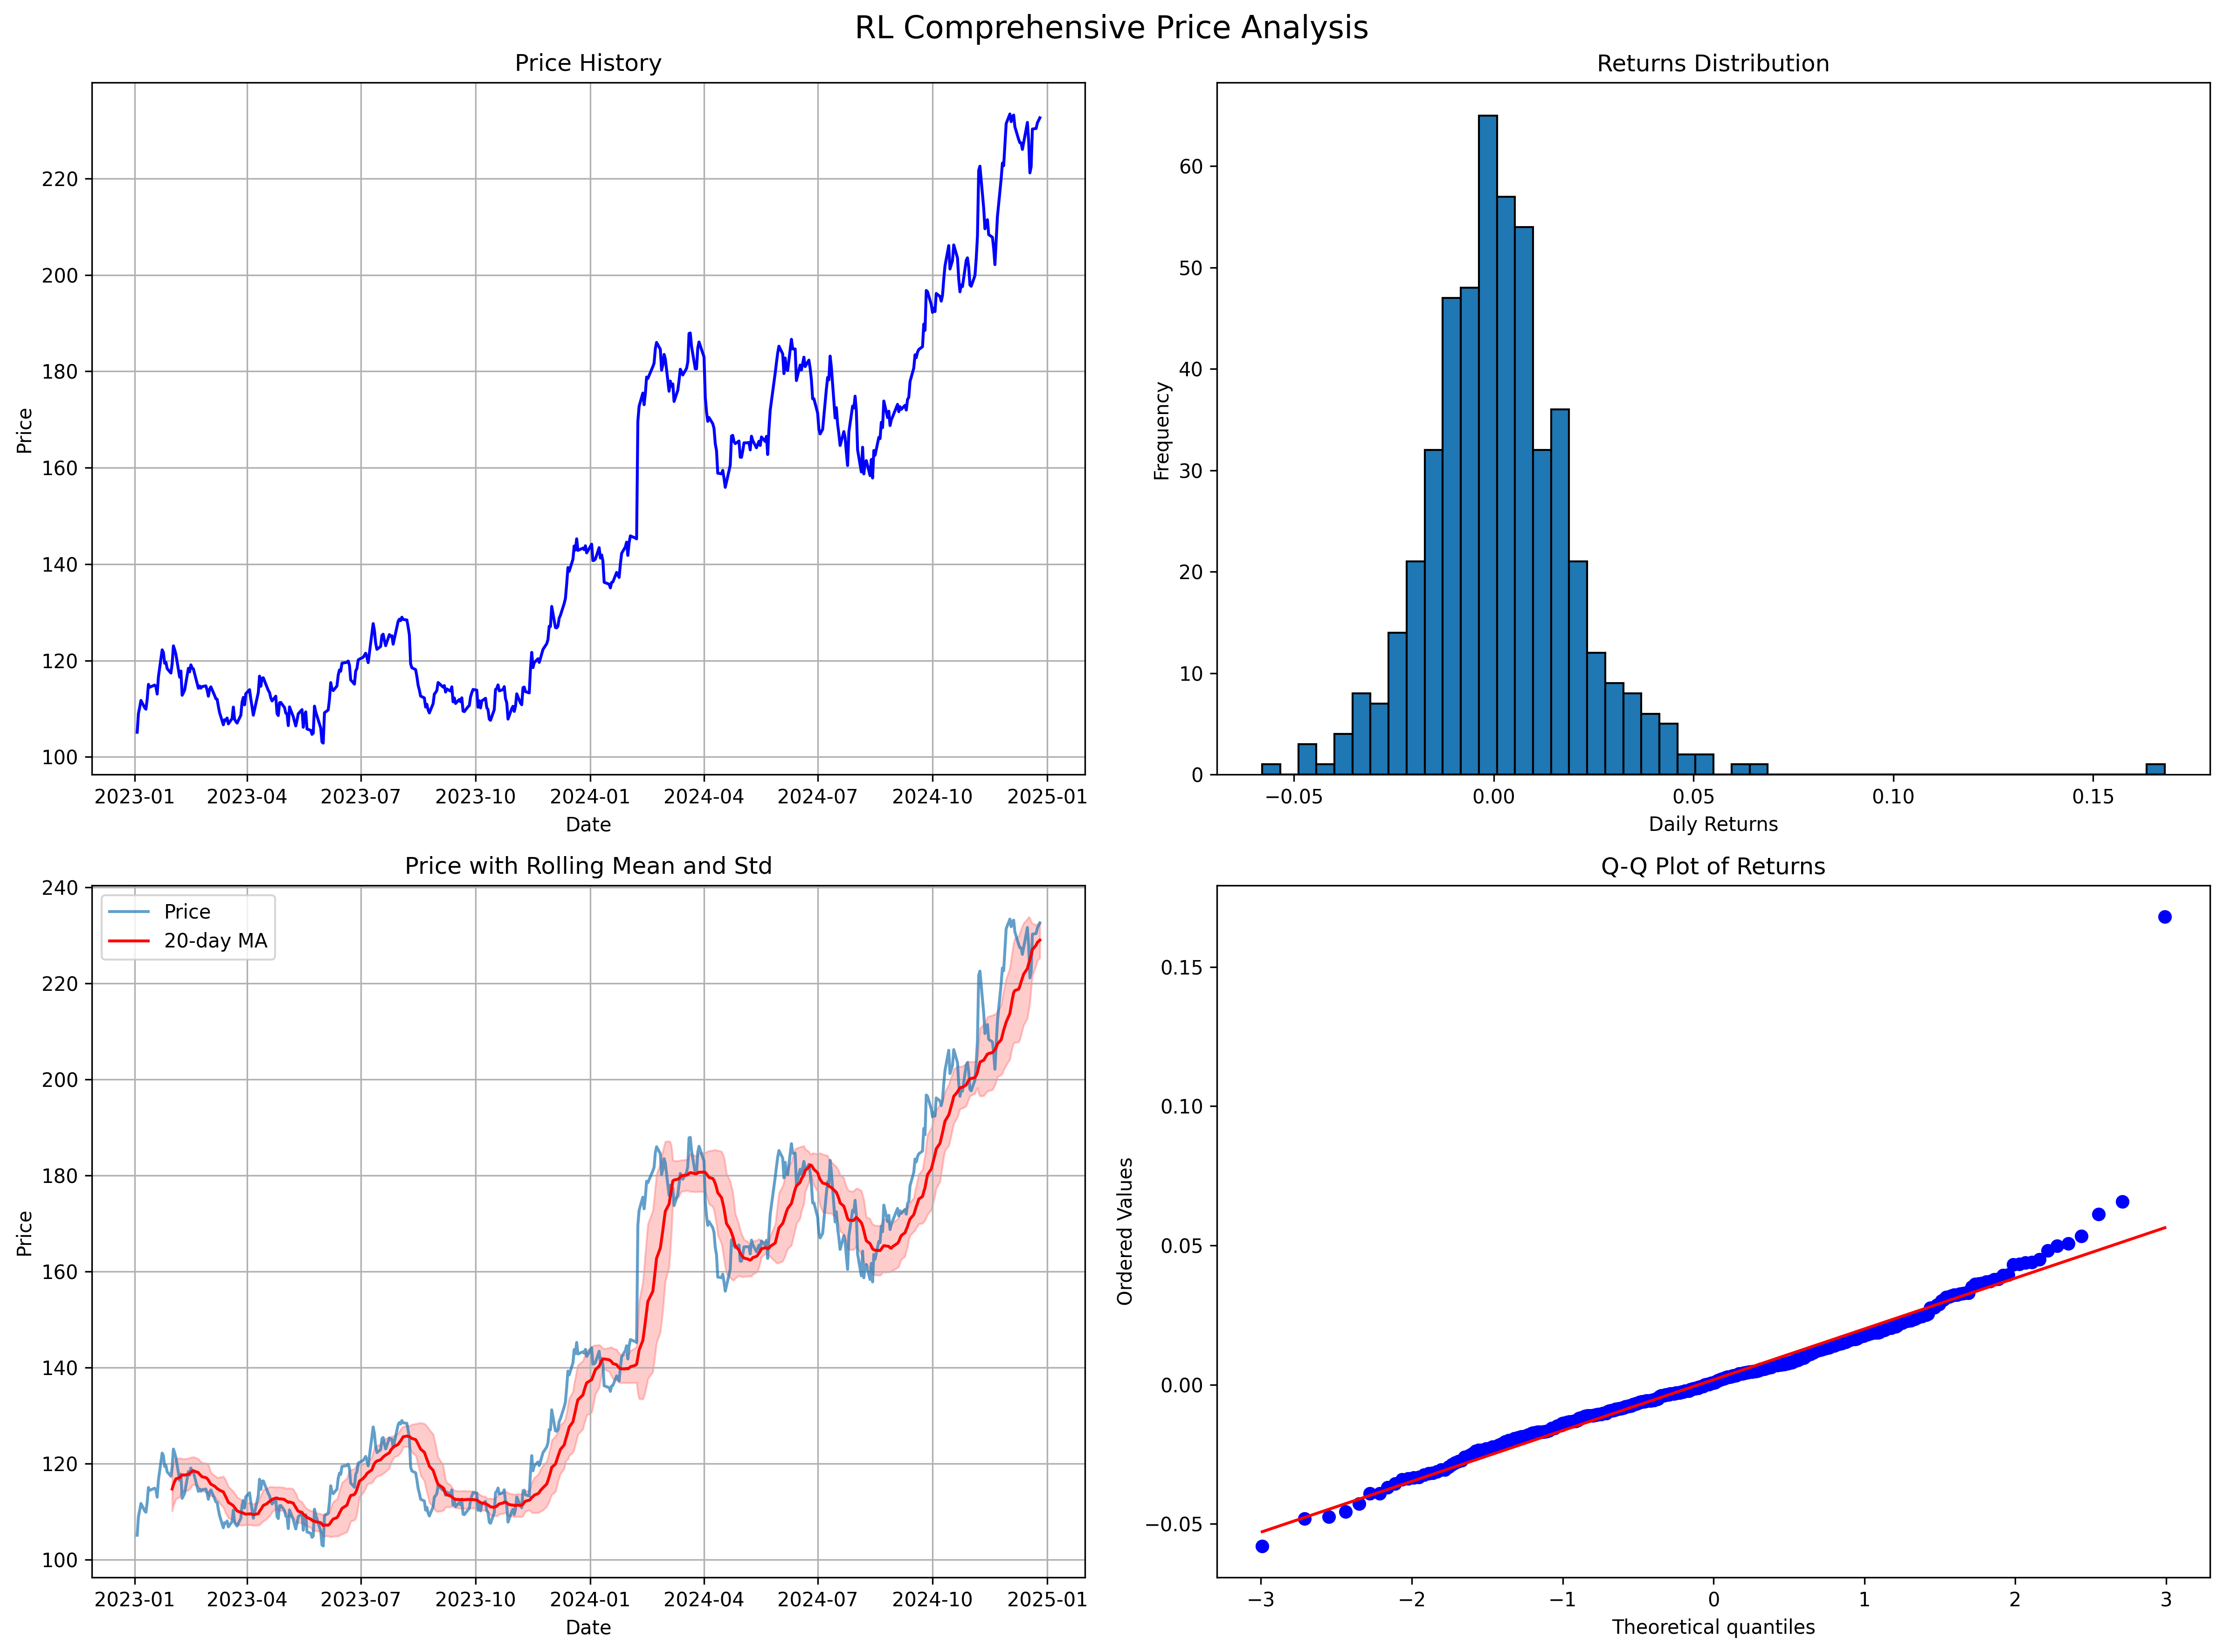 RL Comprehensive Price Analysis
Price History
Price
220
200
180
160
140
120
100
2023-01 2023-04 2023-07 2023-10 2024-01 2024-04 2024-07 2024-10 2025-01
Date
Returns Distribution
Frequency
60
50
40
30
20
10
0
−0.05 0.00 0.05 0.10 0.15
Daily Returns
Price with Rolling Mean and Std
Price
20-day MA
Price
240
220
200
180
160
140
120
100
2023-01 2023-04 2023-07 2023-10 2024-01 2024-04 2024-07 2024-10 2025-01
Date
Q-Q Plot of Returns
Ordered Values
0.15
0.10
0.05
0.00
−0.05
−3 −2 −1 0 1 2 3
Theoretical quantiles